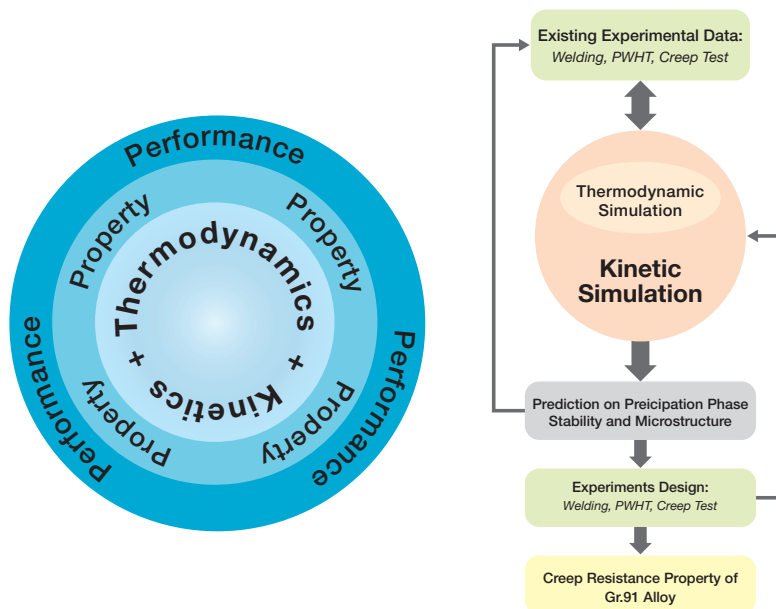 Performance
Property
Property
Thermodynamics
+
+
Kinetics
Property
Property
Performance
Performance
Existing Experimental Data:
Welding, PWHT, Creep Test
Thermodynamic
Simulation
Kinetic
Simulation
Prediction on Preicipation Phase
Stability and Microstructure
Experiments Design:
Welding, PWHT, Creep Test
Creep Resistance Property of
Gr.91 Alloy